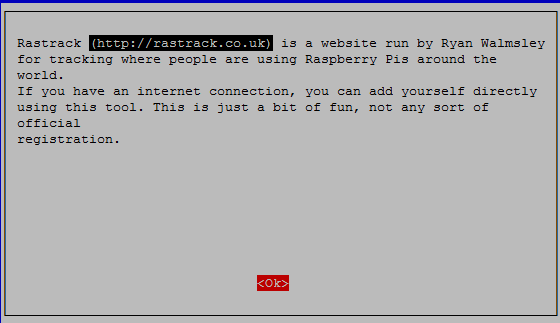 Rastrack (http://rastrack.co.uk) is a website run by Ryan Walmsley
for tracking where people are using Raspberry Pis around the
world.
If you have an internet connection, you can add yourself directly
using this tool. This is just a bit of fun, not any sort of
official
registration.
<Ok>